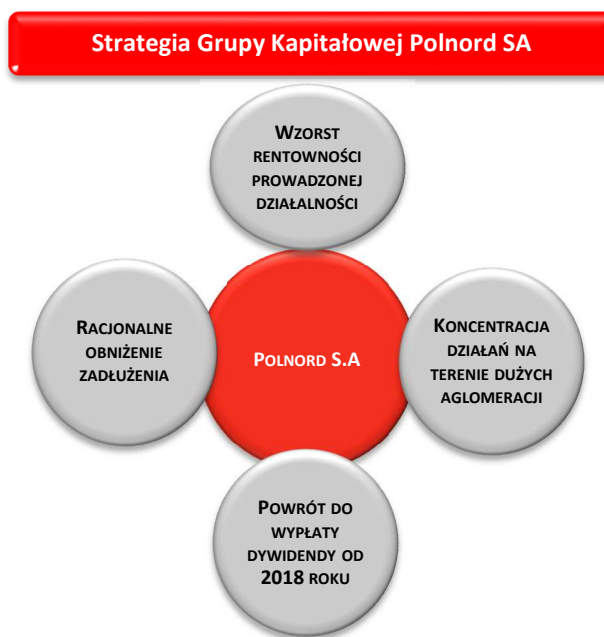 Strategia Grupy Kapitałowej Polnord SA
WZORST
RENTOWNOŚCI
PROWADZONEJ
DZIAŁALNOŚCI
RACJONALNE
OBNIŻENIE
ZADŁUŻENIA
POLNORD S.A
KONCENTRACJA
DZIAŁAŃ NA
TERENIE DUŻYCH
AGLOMERACJI
POWRÓT DO
WYPŁATY
DYWIDENDY OD
2018 ROKU